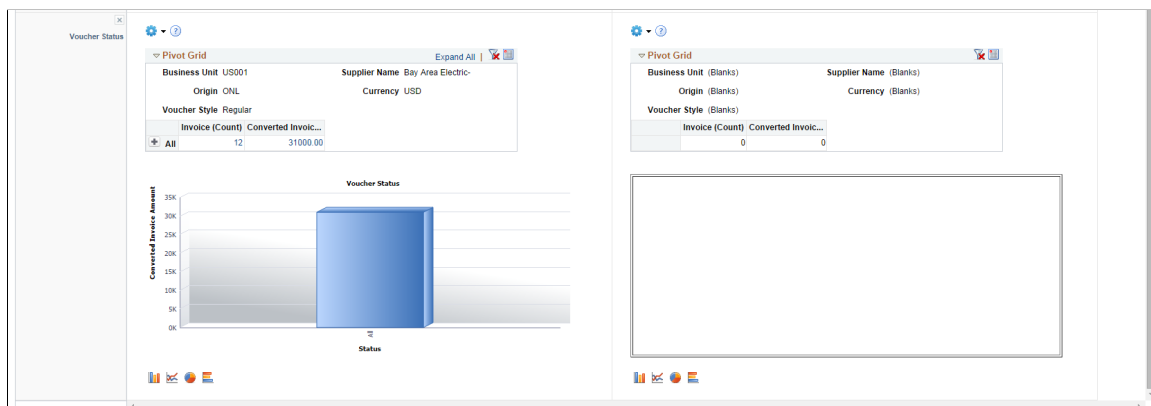 Voucher Status
Pivot Grid Expand All |
Business Unit US001 Supplier Name Bay Area Electric-
Origin ONL Currency USD
Voucher Style Regular
Invoice (Count) Converted Invoic...
All 12 31000.00
Voucher Status
Converted Invoice Amount
35K
30K
25K
20K
15K
10K
5K
0K
All
Status
Pivot Grid
Business Unit (Blanks) Supplier Name (Blanks)
Origin (Blanks) Currency (Blanks)
Voucher Style (Blanks)
Invoice (Count) Converted Invoic...
0 0